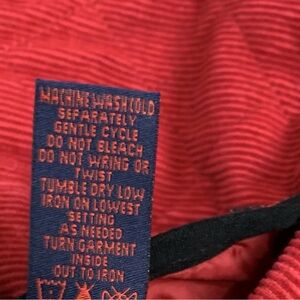 MACHINE WASH COLD
SEPARATELY
GENTLE CYCLE
DO NOT BLEACH
DO NOT WRING OR
TWIST
TUMBLE DRY LOW
IRON ON LOWEST
SETTING
AS NEEDED
TURN GARMENT
INSIDE
OUT TO IRON